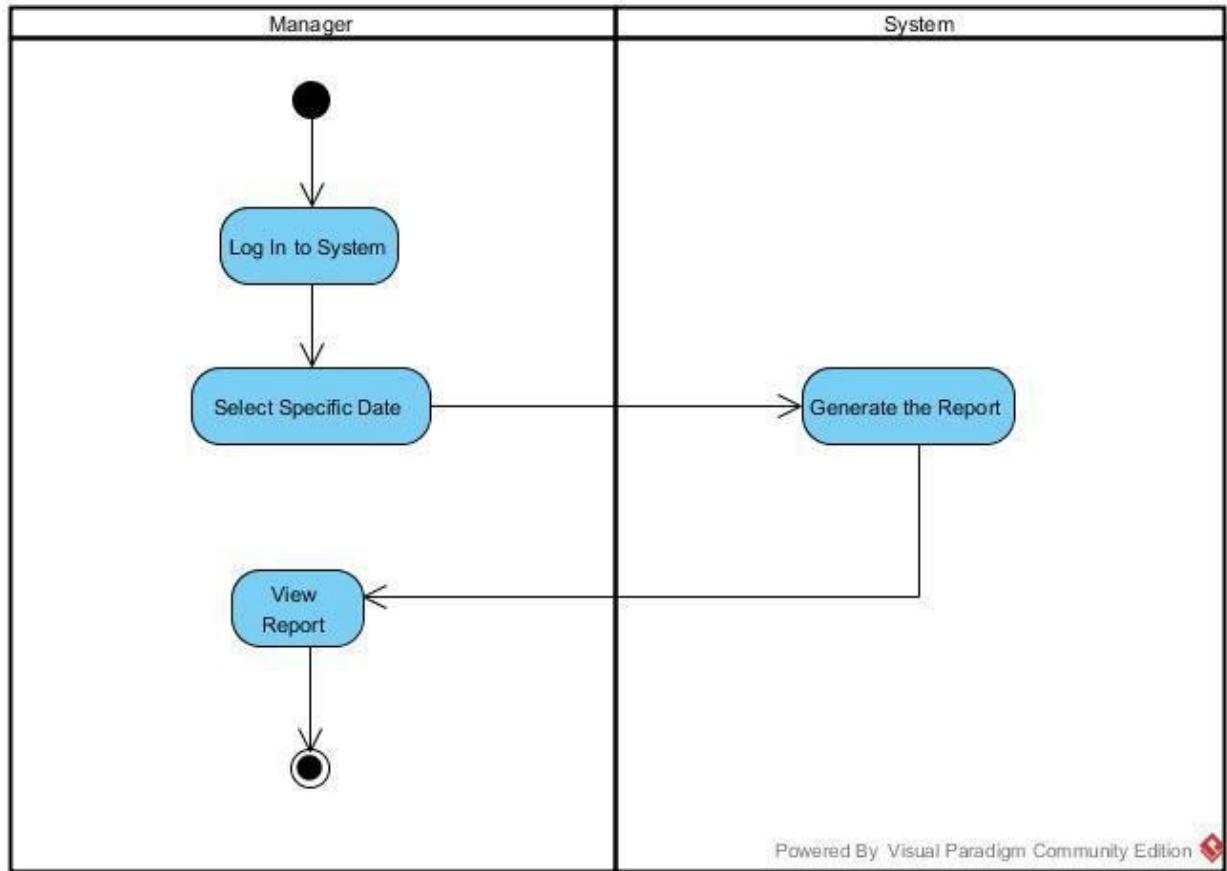 Manager
System
Log In to System
Select Specific Date
Generate the Report
View
Report
Powered By Visual Paradigm Community Edition